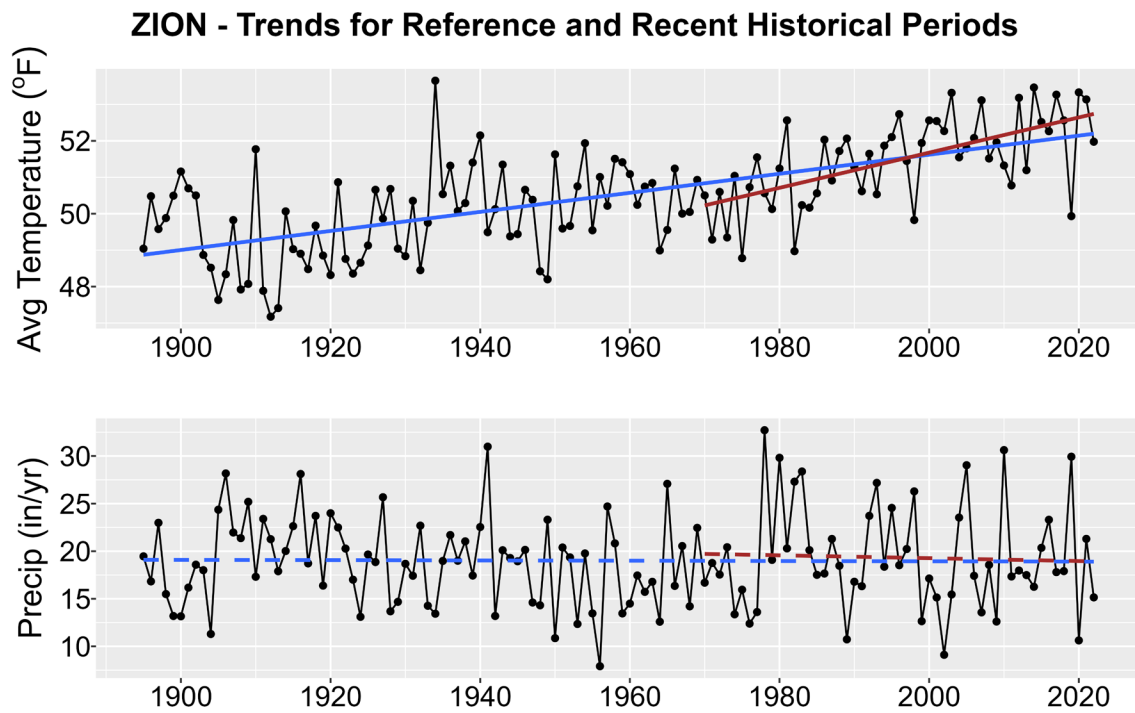 ZION - Trends for Reference and Recent Historical Periods
Avg Temperature (°F)
52
50
48
1900 1920 1940 1960 1980 2000 2020
Precip (in/yr)
30
25
20
15
10
1900 1920 1940 1960 1980 2000 2020